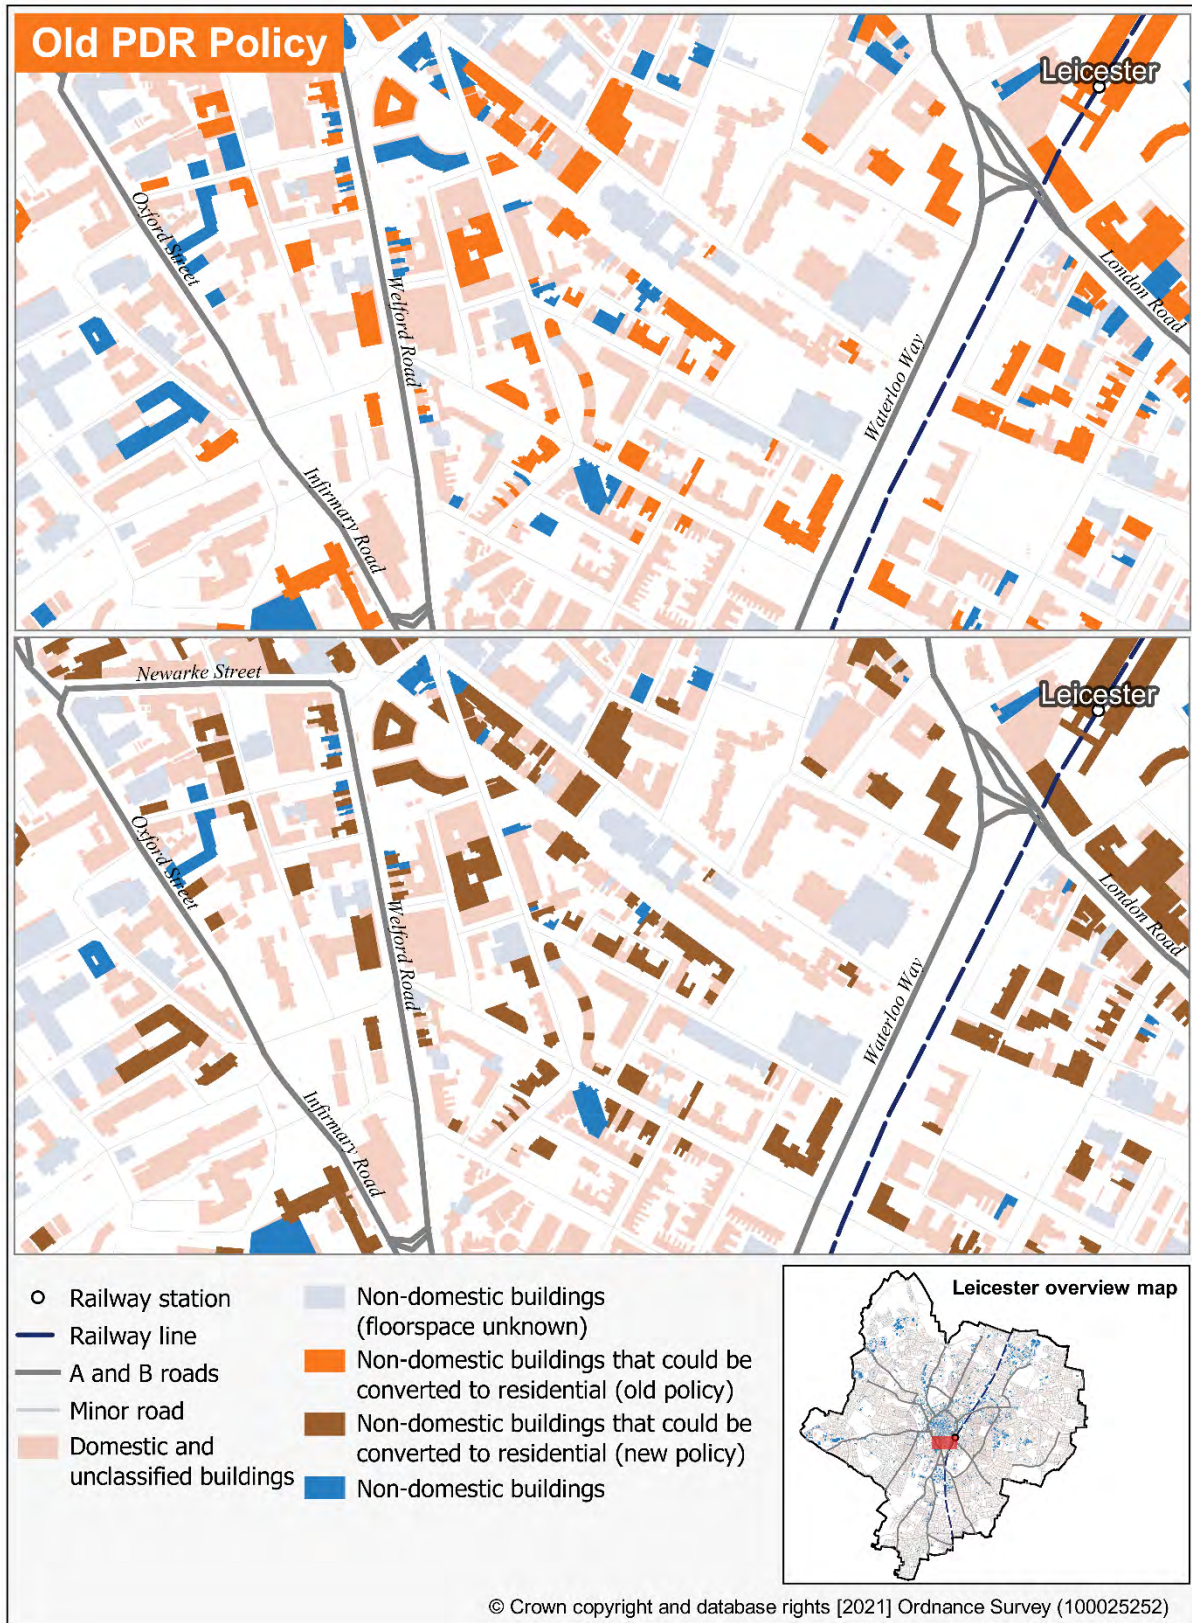 Old PDR Policy
Leicester
Oxford Street
Welford Road
London Road
Waterloo Way
Infirmary Road
Newarke Street
Leicester
Oxford Street
London Road
Welford Road
Waterloo Way
Infirmary Road
Railway station
Railway line
A and B roads
Minor road
Domestic and
unclassified buildings
Non-domestic buildings
(floorspace unknown)
Non-domestic buildings that could be
converted to residential (old policy)
Non-domestic buildings that could be
converted to residential (new policy)
Non-domestic buildings
Leicester overview map
© Crown copyright and database rights [2021] Ordnance Survey (100025252)